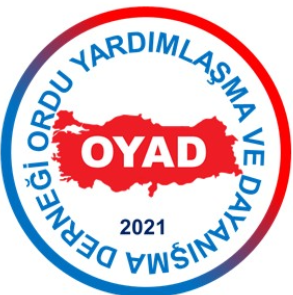 ORDU YARDIMLAŞMA VE DAYANIŞMA DERNEĞİ
OYAD
2021